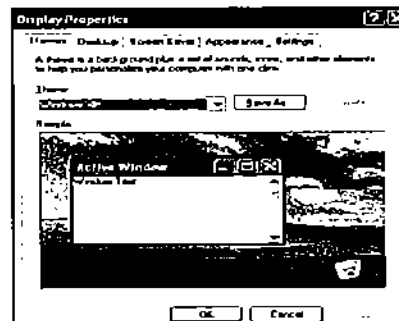 Display Properties
Themes Desktop Screen Saver Appearance Settings
A theme is a background plus a set of sounds, icons, and other elements
to help you personalize your computer with one click.
Theme:
Windows XP Save As...
Sample:
Active Window
Window Text
OK Cancel